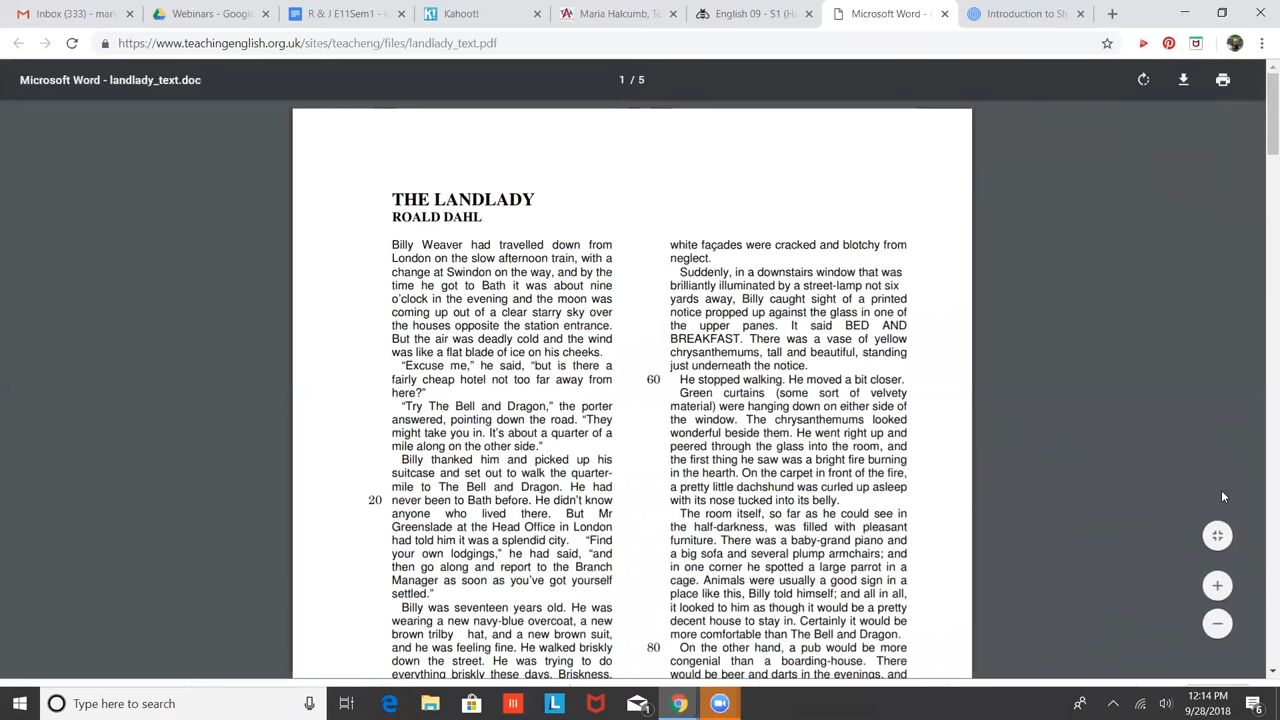 Inbox (333) - mari
Webinars - Google
R & J E11Sem1 - G
Kahoot!
Maria Halcumb, Te
English 09 - S1 (Ho
Microsoft Word -
Introduction to Sh
https://www.teachingenglish.org.uk/sites/teacheng/files/landlady_text.pdf
Microsoft Word - landlady_text.doc
1 / 5
THE LANDLADY
ROALD DAHL
Billy Weaver had travelled down from
London on the slow afternoon train, with a
change at Swindon on the way, and by the
time he got to Bath it was about nine
o'clock in the evening and the moon was
coming up out of a clear starry sky over
the houses opposite the station entrance.
But the air was deadly cold and the wind
was like a flat blade of ice on his cheeks.
“Excuse me,” he said, “but is there a
fairly cheap hotel not too far away from
here?”
“Try The Bell and Dragon,” the porter
answered, pointing down the road. “They
might take you in. It's about a quarter of a
mile along on the other side.”
Billy thanked him and picked up his
suitcase and set out to walk the quarter-
mile to The Bell and Dragon. He had
20 never been to Bath before. He didn't know
anyone who lived there. But Mr
Greenslade at the Head Office in London
had told him it was a splendid city. “Find
your own lodgings,” he had said, “and
then go along and report to the Branch
Manager as soon as you've got yourself
settled.”
Billy was seventeen years old. He was
wearing a new navy-blue overcoat, a new
brown trilby hat, and a new brown suit,
and he was feeling fine. He walked briskly
down the street. He was trying to do
everything briskly these days. Briskness,
white façades were cracked and blotchy from
neglect.
Suddenly, in a downstairs window that was
brilliantly illuminated by a street-lamp not six
yards away, Billy caught sight of a printed
notice propped up against the glass in one of
the upper panes. It said BED AND
BREAKFAST. There was a vase of yellow
chrysanthemums, tall and beautiful, standing
just underneath the notice.
60 He stopped walking. He moved a bit closer.
Green curtains (some sort of velvety
material) were hanging down on either side of
the window. The chrysanthemums looked
wonderful beside them. He went right up and
peered through the glass into the room, and
the first thing he saw was a bright fire burning
in the hearth. On the carpet in front of the fire,
a pretty little dachshund was curled up asleep
with its nose tucked into its belly.
The room itself, so far as he could see in
the half-darkness, was filled with pleasant
furniture. There was a baby-grand piano and
a big sofa and several plump armchairs; and
in one corner he spotted a large parrot in a
cage. Animals were usually a good sign in a
place like this, Billy told himself; and all in all,
it looked to him as though it would be a pretty
decent house to stay in. Certainly it would be
more comfortable than The Bell and Dragon.
80 On the other hand, a pub would be more
congenial than a boarding-house. There
would be beer and darts in the evenings, and
Type here to search
12:14 PM
9/28/2018